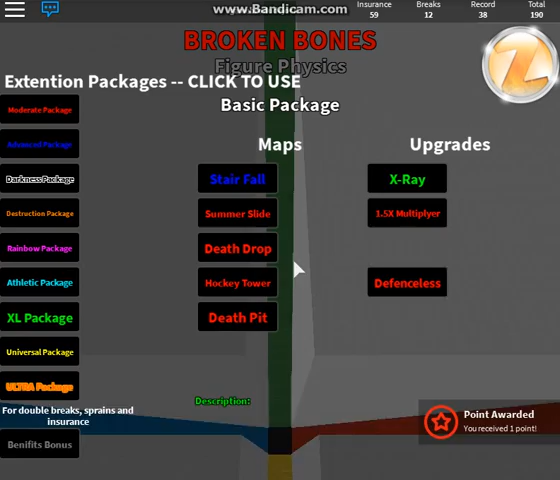 www.Bandicam.com
Insurance
59
Breaks
12
Record
38
Total
190
BROKEN BONES
Figure Physics
Extention Packages -- CLICK TO USE
Basic Package
Maps
Upgrades
Moderate Package
Advanced Package
Darkness Package
Destruction Package
Rainbow Package
Athletic Package
XL Package
Universal Package
ULTRA Package
For double breaks, sprains and
insurance
Benifits Bonus
Stair Fall
Summer Slide
Death Drop
Hockey Tower
Death Pit
X-Ray
1.5X Multiplyer
Defenceless
Description:
Point Awarded
You received 1 point!